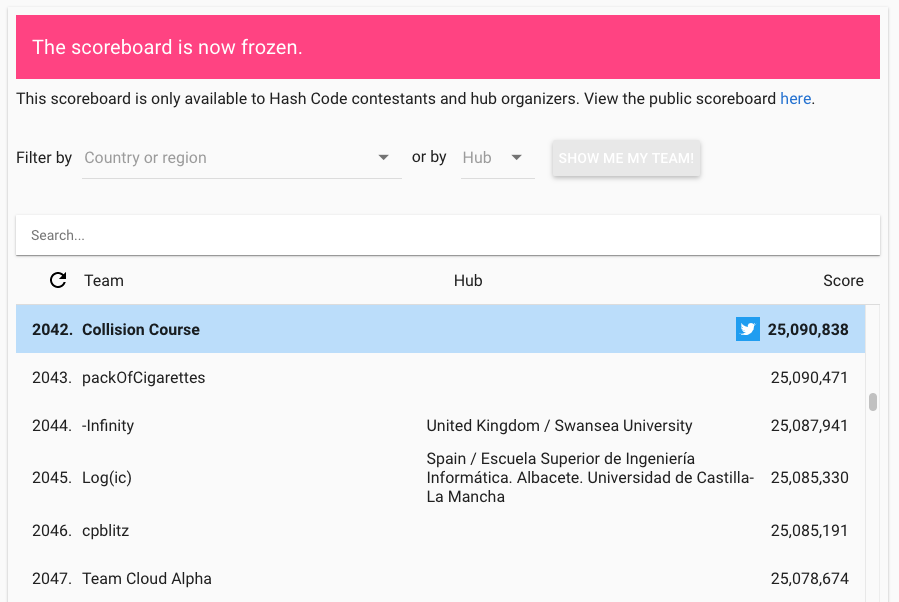 The scoreboard is now frozen.
This scoreboard is only available to Hash Code contestants and hub organizers. View the public scoreboard here.
Filter by Country or region or by Hub SHOW ME MY TEAM!
Search...
Team Hub Score
2042. Collision Course 25,090,838
2043. packOfCigarettes 25,090,471
2044. -Infinity United Kingdom / Swansea University 25,087,941
Spain / Escuela Superior de Ingeniería
2045. Log(ic) Informática. Albacete. Universidad de Castilla- 25,085,330
La Mancha
2046. cpblitz 25,085,191
2047. Team Cloud Alpha 25,078,674